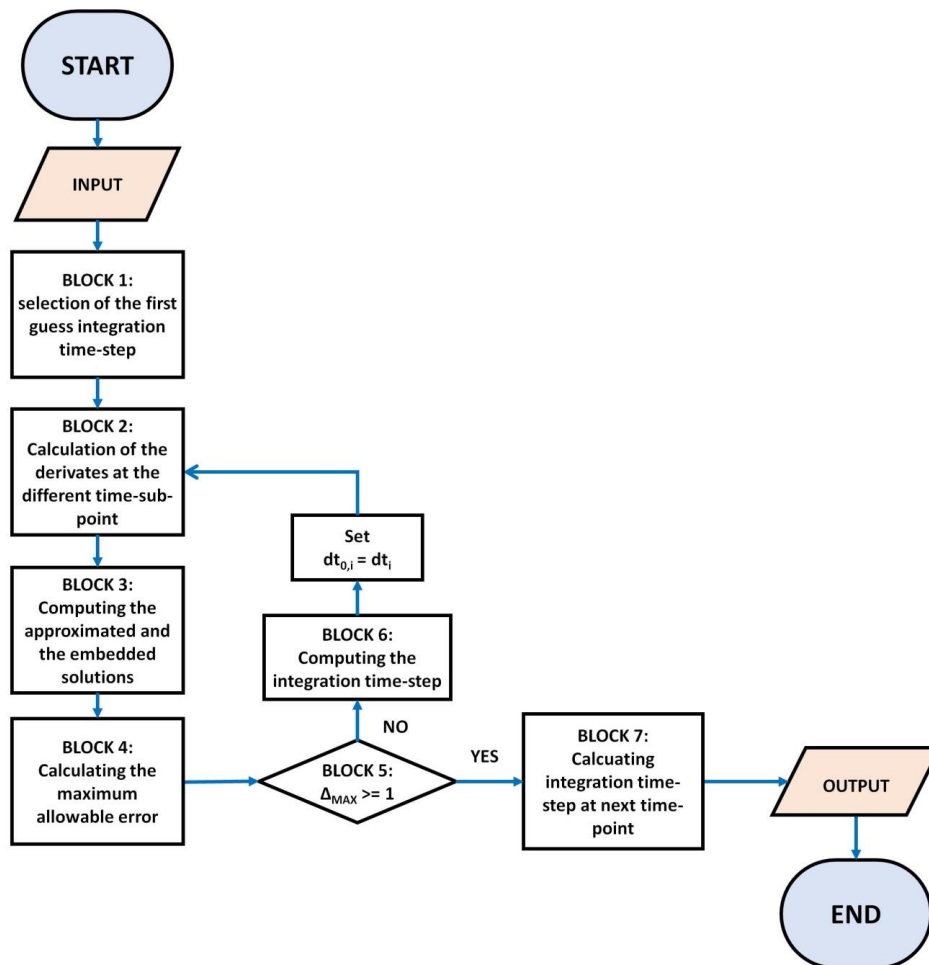 START
INPUT
BLOCK 1:
selection of the first
guess integration
time-step
BLOCK 2:
Calculation of the
derivates at the
different time-sub-
point
BLOCK 3:
Computing the
approximated and
the embedded
solutions
BLOCK 4:
Calculating the
maximum
allowable error
BLOCK 5:
ΔMAX >= 1
NO
BLOCK 6:
Computing the
integration time-step
Set
dt0,i = dti
YES
BLOCK 7:
Calcuating
integration time-
step at next time-
point
OUTPUT
END